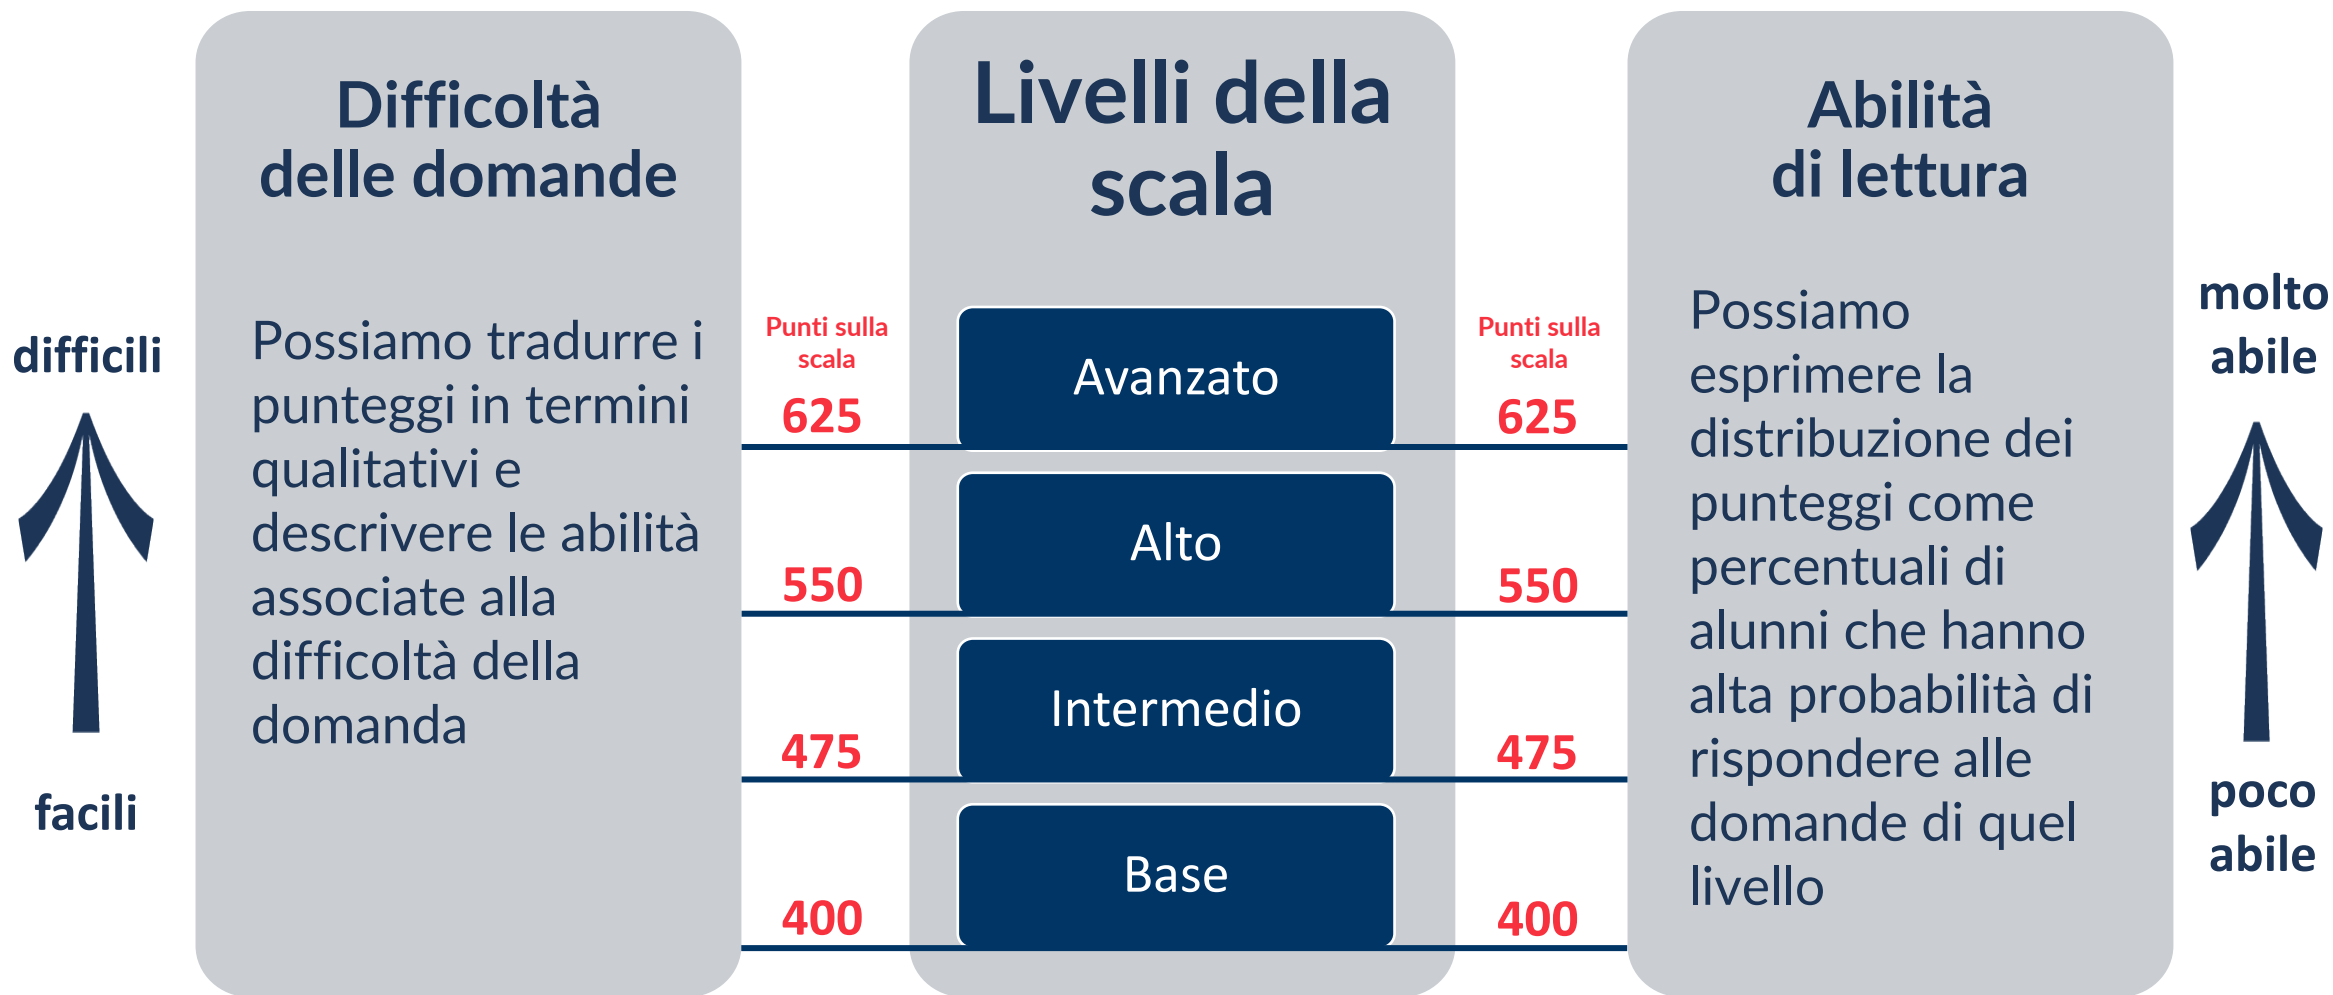 Difficoltà
delle domande
Possiamo tradurre i
punteggi in termini
qualitativi e
descrivere le abilità
associate alla
difficoltà della
domanda
difficili
facili
Livelli della
scala
Punti sulla
scala
625
550
475
400
Avanzato
Alto
Intermedio
Base
Punti sulla
scala
625
550
475
400
Abilità
di lettura
Possiamo
esprimere la
distribuzione dei
punteggi come
percentuali di
alunni che hanno
alta probabilità di
rispondere alle
domande di quel
livello
molto
abile
poco
abile